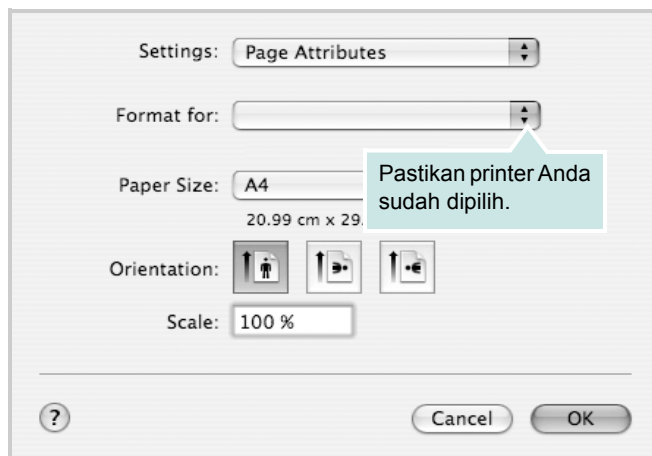 Settings: Page Attributes
Format for:
Pastikan printer Anda
sudah dipilih.
Paper Size: A4
20.99 cm x 29.
Orientation:
Scale: 100 %
? Cancel OK